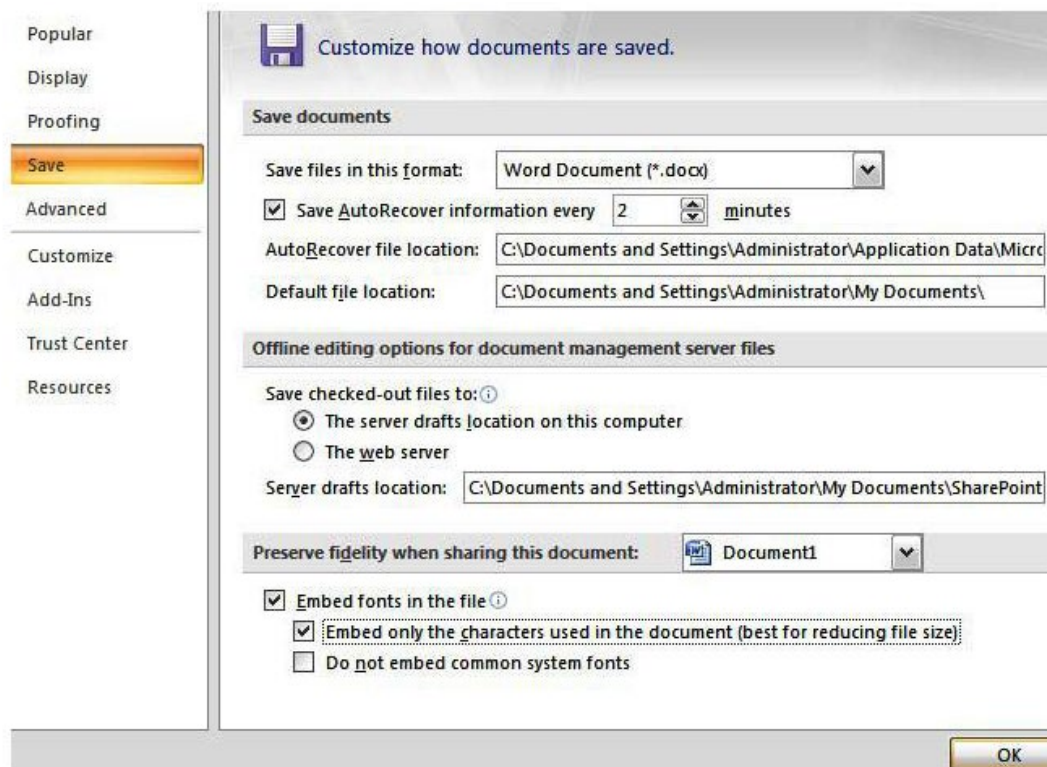 Popular
Display
Proofing
Save
Advanced
Customize
Add-Ins
Trust Center
Resources
Customize how documents are saved.
Save documents
Save files in this format: Word Document (*.docx)
Save AutoRecover information every 2 minutes
AutoRecover file location: C:\Documents and Settings\Administrator\Application Data\Micro
Default file location: C:\Documents and Settings\Administrator\My Documents\
Offline editing options for document management server files
Save checked-out files to:
The server drafts location on this computer
The web server
Server drafts location: C:\Documents and Settings\Administrator\My Documents\SharePoint
Preserve fidelity when sharing this document: Document1
Embed fonts in the file
Embed only the characters used in the document (best for reducing file size)
Do not embed common system fonts
OK